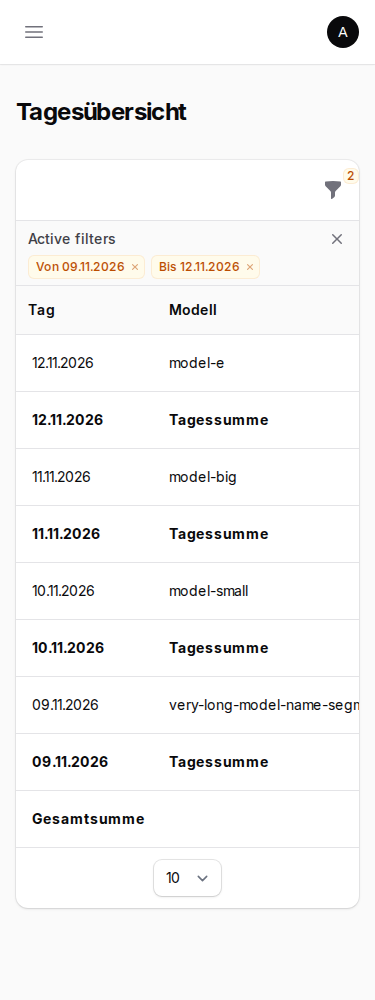 A
Tagesübersicht
2
Active filters
Von 09.11.2026
Bis 12.11.2026
Tag Modell
12.11.2026 model-e
12.11.2026 Tagessumme
11.11.2026 model-big
11.11.2026 Tagessumme
10.11.2026 model-small
10.11.2026 Tagessumme
09.11.2026 very-long-model-name-segm
09.11.2026 Tagessumme
Gesamtsumme
10